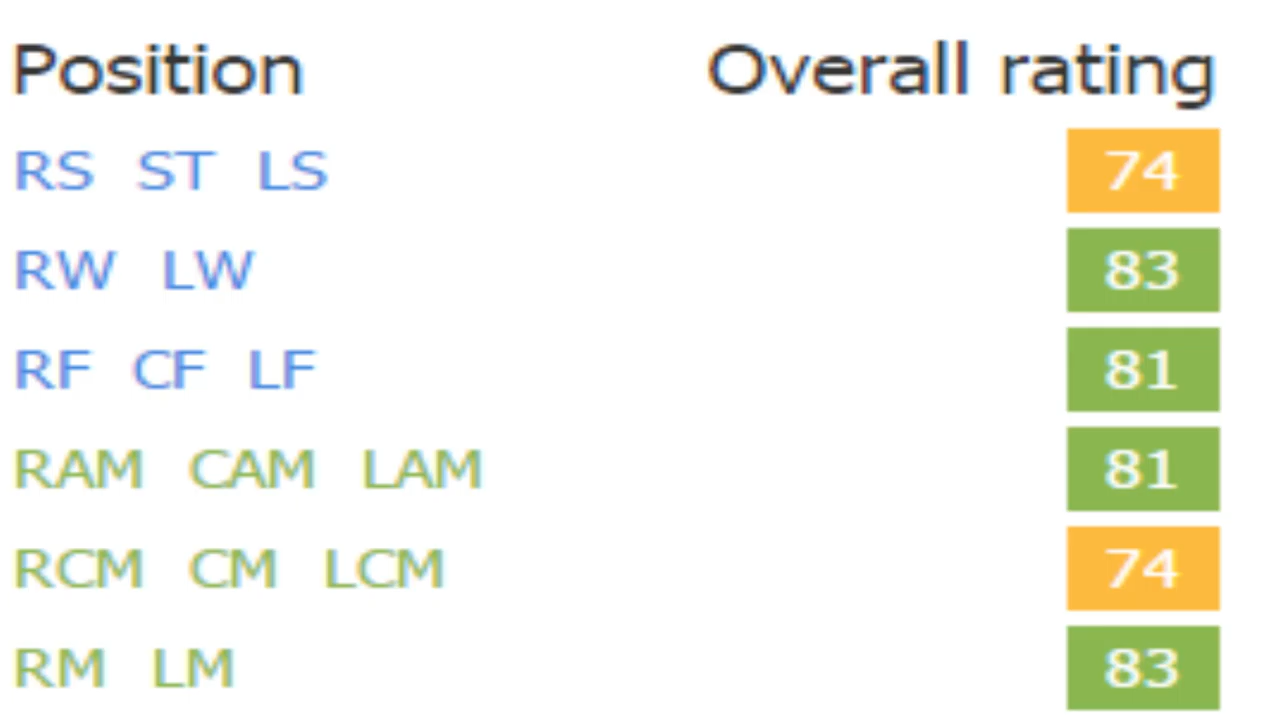 Position Overall rating
RS ST LS 74
RW LW 83
RF CF LF 81
RAM CAM LAM 81
RCM CM LCM 74
RM LM 83